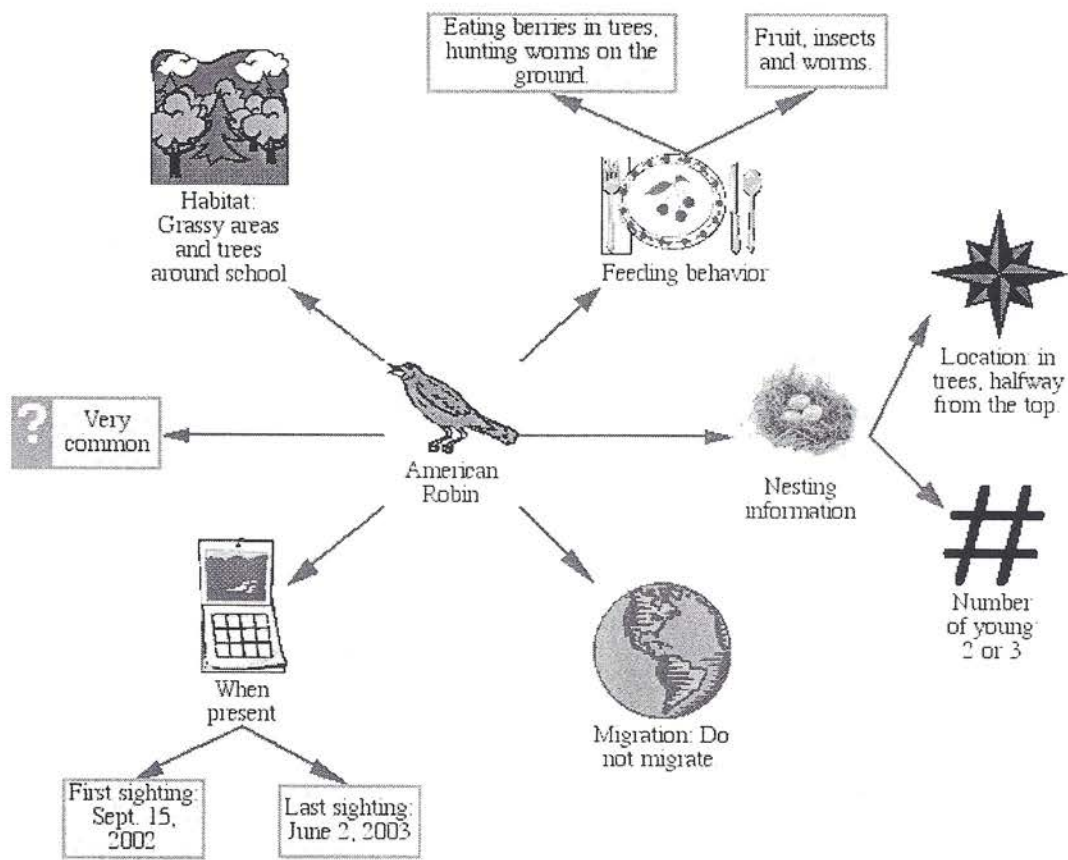 Eating berries in trees,
hunting worms on the
ground.
Fruit, insects
and worms.
Habitat:
Grassy areas
and trees
around school
Feeding behavior
Location: in
trees, halfway
from the top.
?
Very
common
American
Robin
Nesting
information
Number
of young:
2 or 3
When
present
Migration: Do
not migrate
First sighting:
Sept. 15,
2002
Last sighting:
June 2, 2003